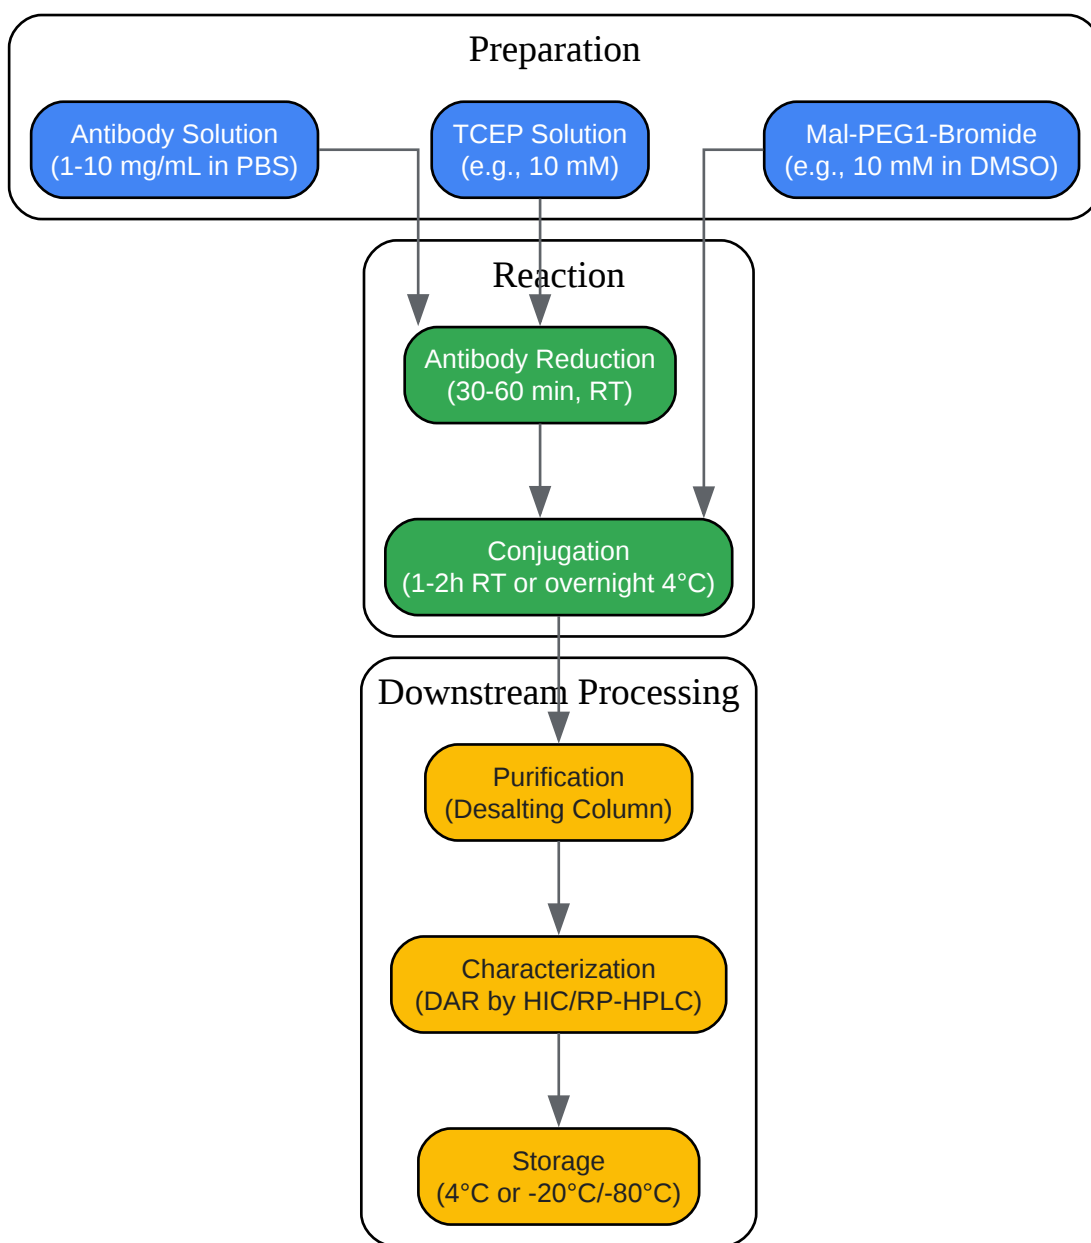 Preparation
Antibody Solution
(1-10 mg/mL in PBS)
TCEP Solution
(e.g., 10 mM)
Mal-PEG1-Bromide
(e.g., 10 mM in DMSO)
Reaction
Antibody Reduction
(30-60 min, RT)
Conjugation
(1-2h RT or overnight 4°C)
Downstream Processing
Purification
(Desalting Column)
Characterization
(DAR by HIC/RP-HPLC)
Storage
(4°C or -20°C/-80°C)